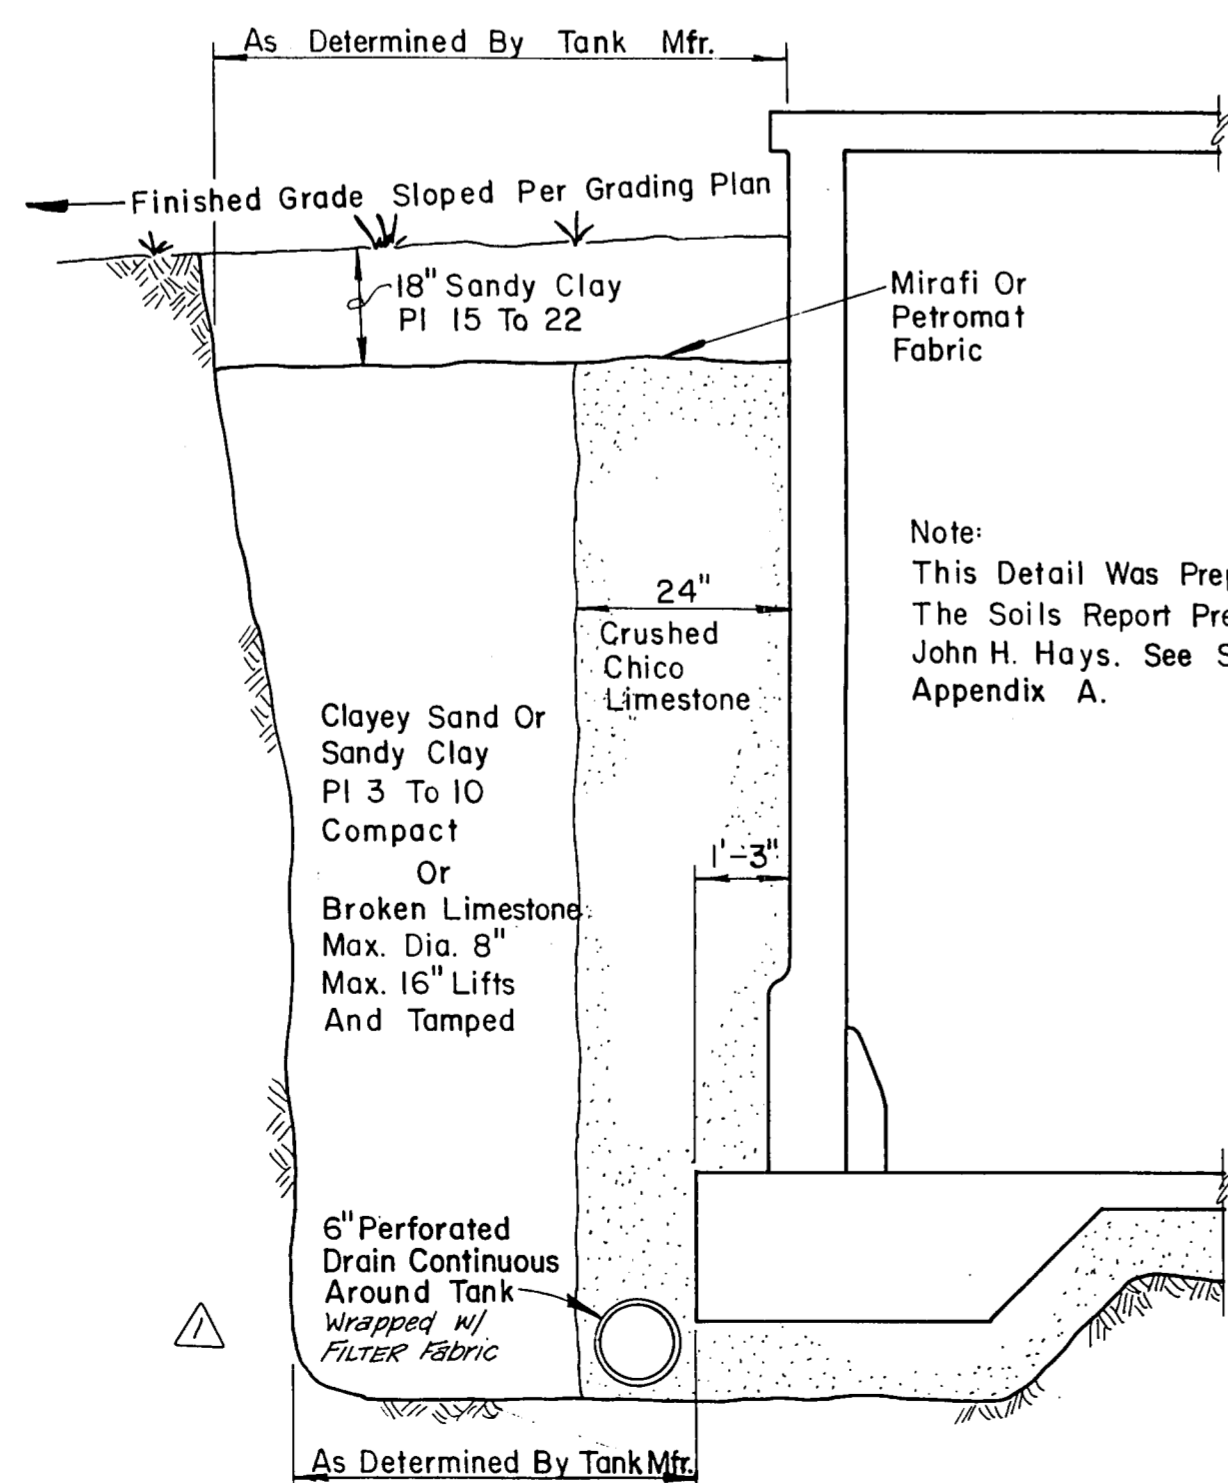 As Determined By Tank Mfr.
Finished Grade Sloped Per Grading Plan
18" Sandy Clay
PI 15 To 22
Mirafi Or
Petromat
Fabric
Note:
This Detail Was
The Soils Report
John H. Hays. See
Appendix A.
24"
Crushed
Chico
Limestone
Clayey Sand Or
Sandy Clay
PI 3 To 10
Compact
Or
Broken Limestone
Max. Dia. 8"
Max. 16" Lifts
And Tamped
1'-3"
6" Perforated
Drain Continuous
Around Tank
Wrapped w/
FILTER Fabric
1
As Determined By Tank Mfr.